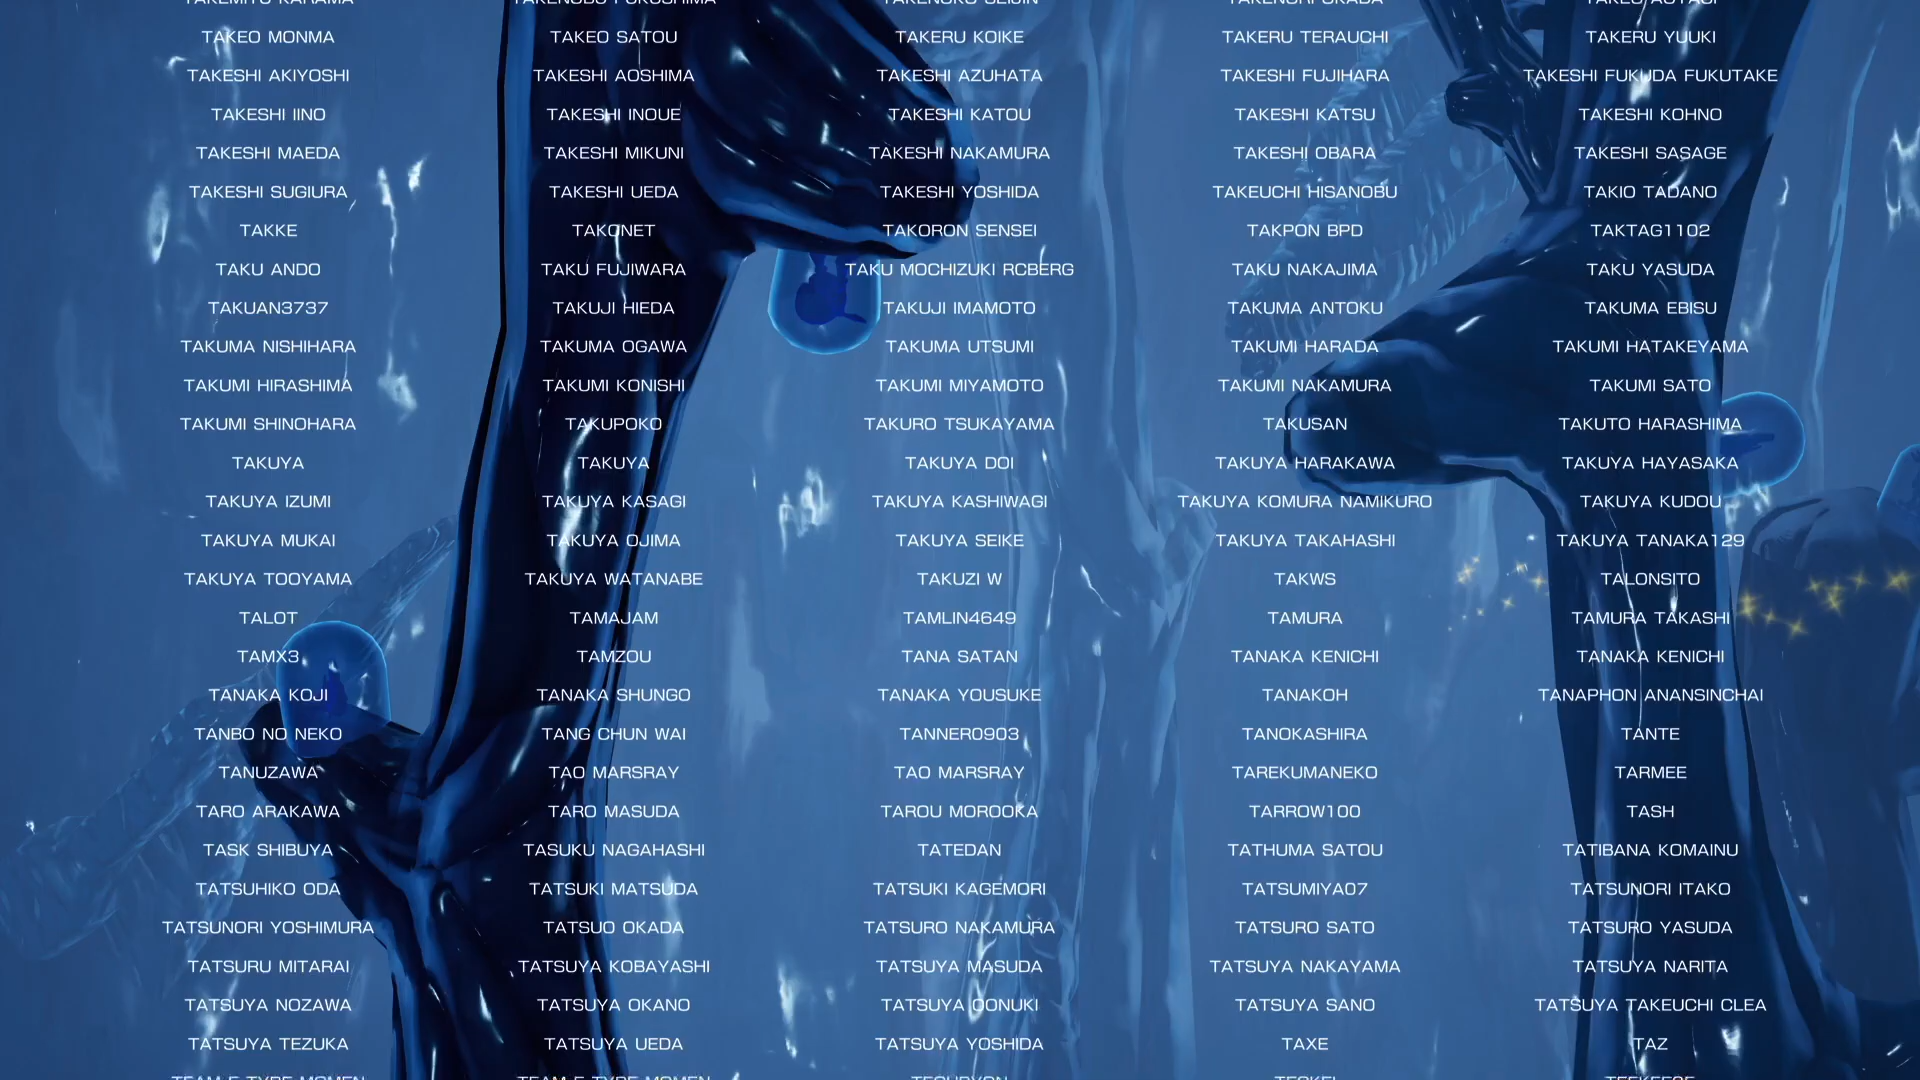 TAKEO MONMA TAKEO SATOU TAKERU KOIKE TAKERU TERAUCHI TAKERU YUUKI
TAKESHI AKIYOSHI TAKESHI AOSHIMA TAKESHI AZUHATA TAKESHI FUJIHARA TAKESHI FUKUDA FUKUTAKE
TAKESHI IINO TAKESHI INOUE TAKESHI KATOU TAKESHI KATSU TAKESHI KOHNO
TAKESHI MAEDA TAKESHI MIKUNI TAKESHI NAKAMURA TAKESHI OBARA TAKESHI SASAGE
TAKESHI SUGIURA TAKESHI UEDA TAKESHI YOSHIDA TAKEUCHI HISANOBU TAKIO TADANO
TAKKE TAKONET TAKORON SENSEI TAKPON BPD TAKTAG1102
TAKU ANDO TAKU FUJIWARA TAKU MOCHIZUKI RCBERG TAKU NAKAJIMA TAKU YASUDA
TAKUAN3737 TAKUJI HIEDA TAKUJI IMAMOTO TAKUMA ANTOKU TAKUMA EBISU
TAKUMA NISHIHARA TAKUMA OGAWA TAKUMA UTSUMI TAKUMI HARADA TAKUMI HATAKEYAMA
TAKUMI HIRASHIMA TAKUMI KONISHI TAKUMI MIYAMOTO TAKUMI NAKAMURA TAKUMI SATO
TAKUMI SHINOHARA TAKUPOKO TAKURO TSUKAYAMA TAKUSAN TAKUTO HARASHIMA
TAKUYA TAKUYA TAKUYA DOI TAKUYA HARAKAWA TAKUYA HAYASAKA
TAKUYA IZUMI TAKUYA KASAGI TAKUYA KASHIWAGI TAKUYA KOMURA NAMIKURO TAKUYA KUDOU
TAKUYA MUKAI TAKUYA OJIMA TAKUYA SEIKE TAKUYA TAKAHASHI TAKUYA TANAKA129
TAKUYA TOOYAMA TAKUYA WATANABE TAKUZI W TAKWS TALONSITO
TALOT TAMAJAM TAMLIN4649 TAMURA TAMURA TAKASHI
TAMX3 TAMZOU TANA SATAN TANAKA KENICHI TANAKA KENICHI
TANAKA KOJI TANAKA SHUNGO TANAKA YOUSUKE TANAKOH TANAPHON ANANSINCHAI
TANBO NO NEKO TANG CHUN WAI TANNER0903 TANOKASHIRA TANTE
TANUZAWA TAO MARSRAY TAO MARSRAY TAREKUMANEKO TARMEE
TARO ARAKAWA TARO MASUDA TAROU MOROOKA TARROW100 TASH
TASK SHIBUYA TASUKU NAGAHASHI TATEDAN TATHUMA SATOU TATIBANA KOMAINU
TATSUHIKO ODA TATSUKI MATSUDA TATSUKI KAGEMORI TATSUMIYA07 TATSUNORI ITAKO
TATSUNORI YOSHIMURA TATSUO OKADA TATSURO NAKAMURA TATSURO SATO TATSURO YASUDA
TATSURU MITARAI TATSUYA KOBAYASHI TATSUYA MASUDA TATSUYA NAKAYAMA TATSUYA NARITA
TATSUYA NOZAWA TATSUYA OKANO TATSUYA OONUKI TATSUYA SANO TATSUYA TAKEUCHI CLEA
TATSUYA TEZUKA TATSUYA UEDA TATSUYA YOSHIDA TAXE TAZ